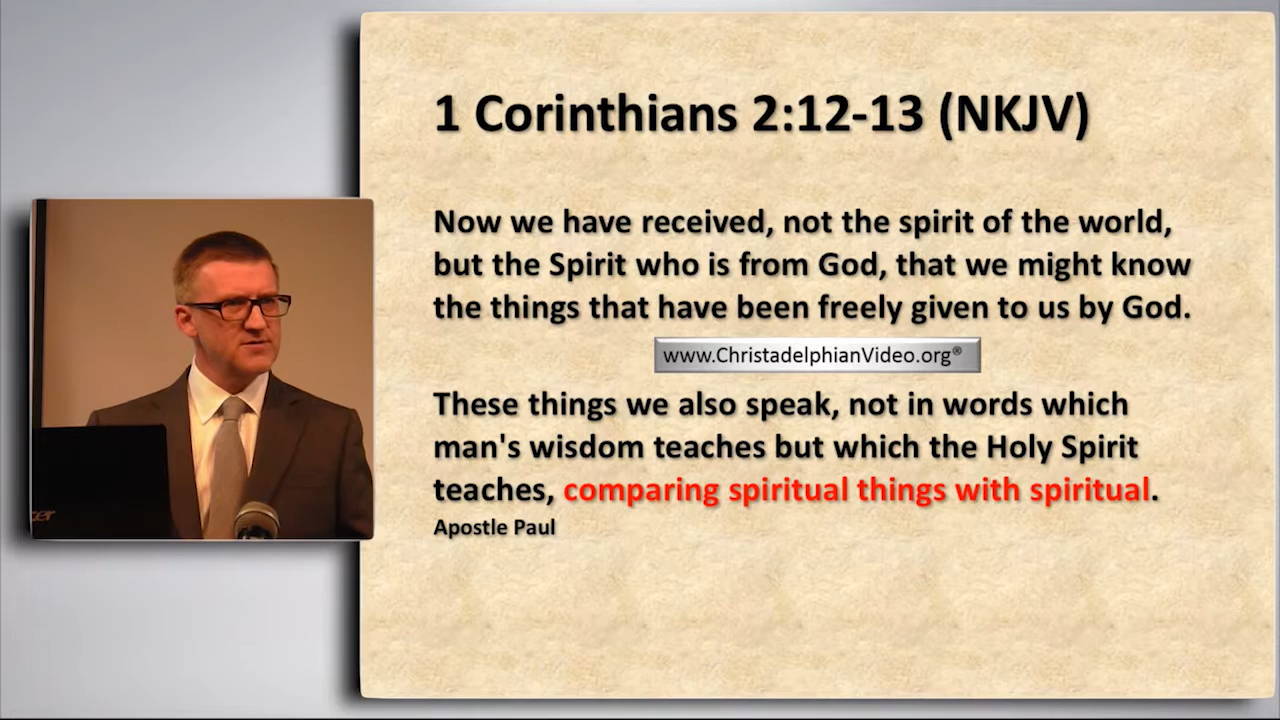 1 Corinthians 2:12-13 (NKJV)
Now we have received, not the spirit of the world,
but the Spirit who is from God, that we might know
the things that have been freely given to us by God.
www.ChristadelphianVideo.org®
These things we also speak, not in words which
man's wisdom teaches but which the Holy Spirit
teaches, comparing spiritual things with spiritual.
Apostle Paul